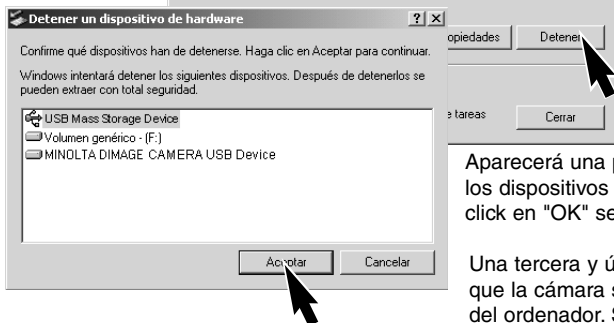 Detener un dispositivo de hardware
Confirme qué dispositivos han de detenerse. Haga clic en Aceptar para continuar.
Windows intentará detener los siguientes dispositivos. Después de detenerlos se
pueden extraer con total seguridad.
USB Mass Storage Device
Volumen genérico - (F:)
MINOLTA DIMAGE CAMERA USB Device
Aceptar Cancelar
opiedades Detener
e tareas Cerrar
Aparecerá una
los dispositivos
click en "OK" se
Una tercera y ú
que la cámara s
del ordenador. S